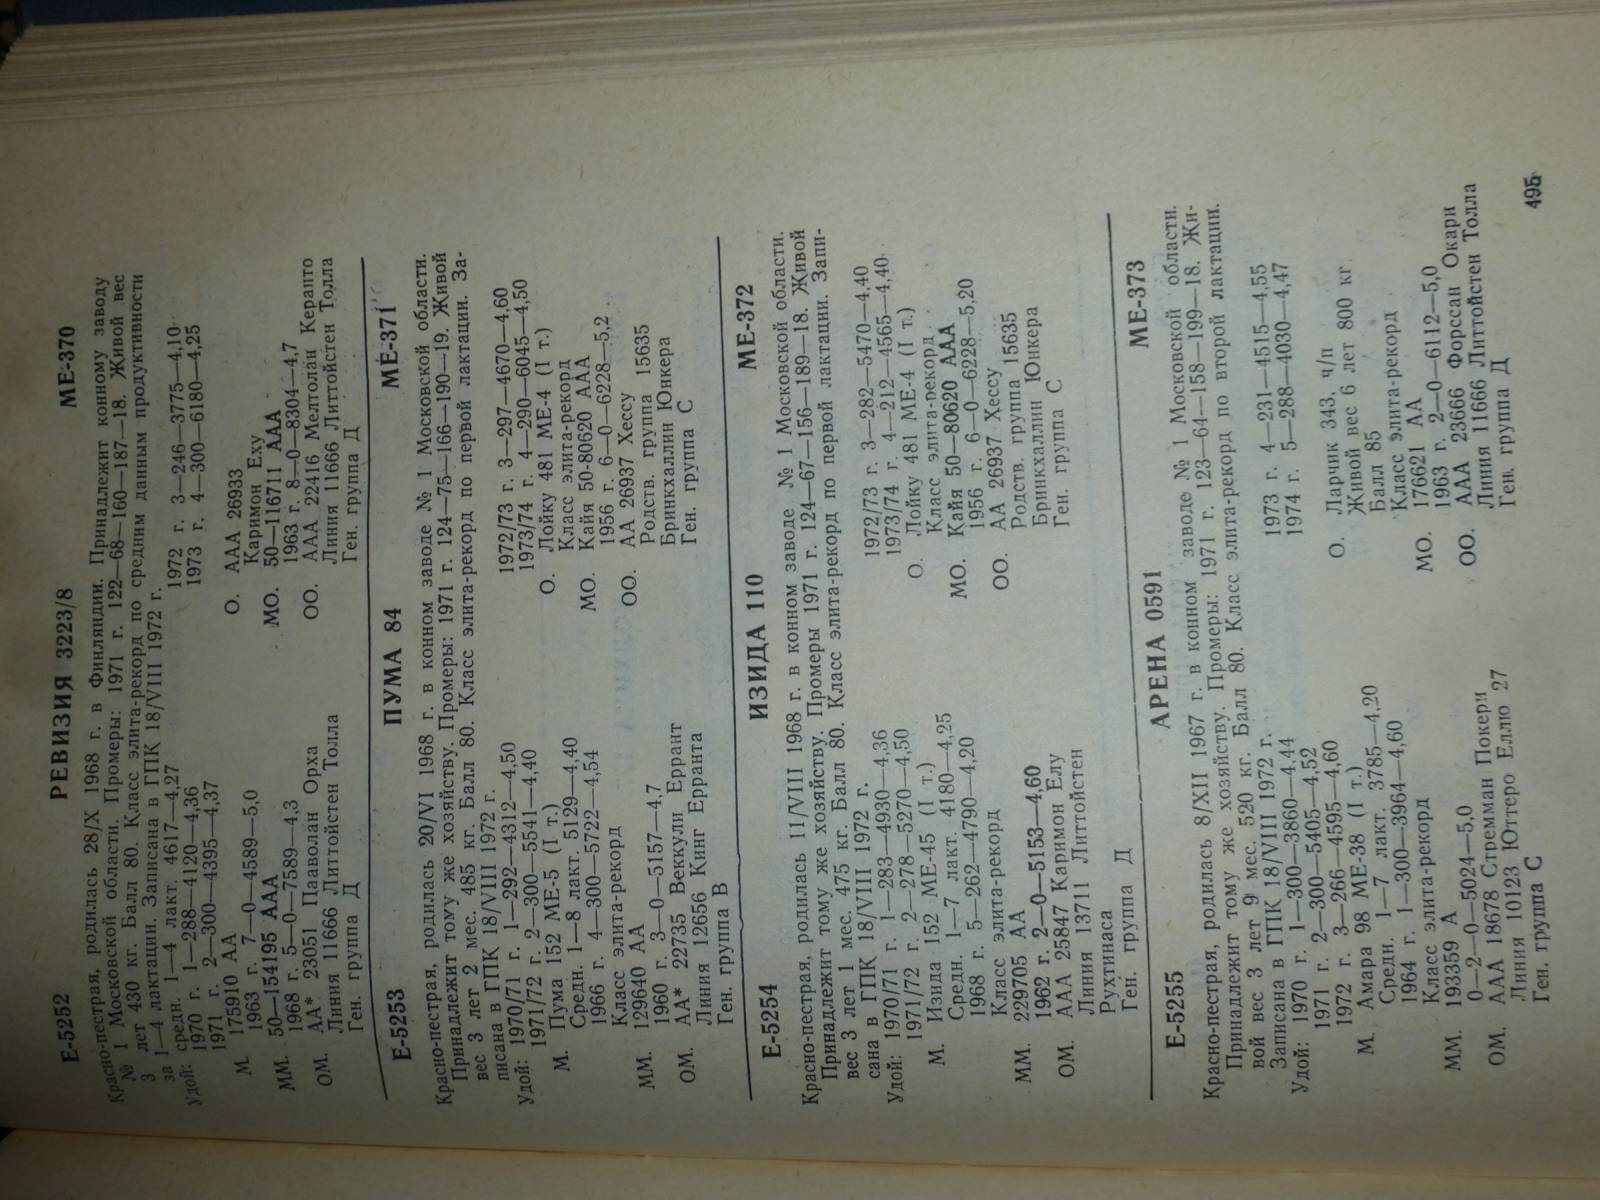 Е-5252 РЕВИЗИЯ 3223/8 МЕ-370
Красно-пестрая, родилась 28/X 1968 г. в Финляндии. Принадлежит конному заводу
№ 1 Московской области. Промеры: 1971 г. 122—68—160—187—18. Живой вес
3 лет 430 кг. Балл 80. Класс элита-рекорд по средним данным продуктивности
за 1—4 лактации. Записана в ГПК 18/VIII 1972 г.
Удой: средн. 1—4 лакт. 4617—4,27 1972 г. 3—246—3775—4,10
1970 г. 1—288—4120—4,36 1973 г. 4—300—6180—4,25
1971 г. 2—300—4395—4,37
М. 175910 АА О. ААА 26933
1963 г. 7—0—4589—5,0 Каримон Еху
ММ. 50—154195 ААА МО. 50—116711 ААА
1968 г. 5—0—7589—4,3 1963 г. 8—0—8304—4,7
ОМ. АА* 23051 Паволан Орха ОО. ААА 22416 Мелтолан Керапто
Линия 11666 Литтойстен Толла Линия 11666 Литтойстен Толла
Ген. группа Д Ген. группа Д
Е-5253 ПУМА 84 МЕ-371
Красно-пестрая, родилась 20/VI 1968 г. в конном заводе № 1 Московской области.
Принадлежит тому же хозяйству. Промеры: 1971 г. 124—75—166—190—19. Живой
вес 3 лет 2 мес. 485 кг. Балл 80. Класс элита-рекорд по первой лактации. За-
писана в ГПК 18/VIII 1972 г.
Удой: 1970/71 г. 1—292—4312—4,50 1972/73 г. 3—297—4670—4,60
1971/72 г. 2—300—5541—4,40 1973/74 г. 4—290—6045—4,50
М. Пума 152 МЕ-5 (I т.) О. Лойку 481 МЕ-4 (I т.)
Средн. 1—8 лакт. 5129—4,40 Класс элита-рекорд
1966 г. 4—300—5722—4,54 МО. Кайя 50-80620 ААА
Класс элита-рекорд 1956 г. 6—0—6228—5,2
ММ. 129640 АА ОО. АА 26937 Хессу
1960 г. 3—0—5157—4,7 Родств. группа 15635
ОМ. АА* 22735 Веккули Еррант Бринкхаллин Юнкера
Линия 12656 Кинг Ерранта Ген. группа С
Ген. группа В
Е-5254 ИЗИДА 110 МЕ-372
Красно-пестрая, родилась 11/VIII 1968 г. в конном заводе № 1 Московской области.
Принадлежит тому же хозяйству. Промеры 1971 г. 124—67—156—189—18. Живой
вес 3 лет 1 мес. 475 кг. Балл 80. Класс элита-рекорд по первой лактации. Запи-
сана в ГПК 18/VIII 1972 г.
Удой: 1970/71 г. 1—283—4930—4,36 1972/73 г. 3—282—5470—4,40
1971/72 г. 2—278—5270—4,50 1973/74 г. 4—212—4565—4,40
М. Изида 152 МЕ-45 (I т.) О. Лойку 481 МЕ-4 (I т.)
Средн. 1—7 лакт. 4180—4,25 Класс элита-рекорд
1968 г. 5—262—4790—4,20 МО. Кайя 50—80620 ААА
Класс элита-рекорд 1956 г. 6—0—6228—5,20
ММ. 229705 АА ОО. АА 26937 Хессу
1962 г. 2—0—5153—4,60 Родств. группа 15635
ОМ. ААА 25847 Каримон Елу Бринкхаллин Юнкера
Линия 13711 Литтойстен Ген. группа С
Рухтинаса
Ген. группа Д
Е-5255 АРЕНА 0591 МЕ-373
Красно-пестрая, родилась 8/XII 1967 г. в конном заводе № 1 Московской области.
Принадлежит тому же хозяйству. Промеры: 1971 г. 123—64—158—199—18. Жи-
вой вес 3 лет 9 мес. 520 кг. Балл 80. Класс элита-рекорд по второй лактации.
Записана в ГПК 18/VIII 1972 г.
Удой: 1970 г. 1—300—3860—4,44 1973 г. 4—231—4515—4,55
1971 г. 2—300—5405—4,52 1974 г. 5—288—4030—4,47
1972 г. 3—266—4595—4,60
М. Амара 98 МЕ-38 (I т.) О. Ларчик 343, ч/п
Средн. 1—7 лакт. 3785—4,20 Живой вес 6 лет 800 кг
1964 г. 1—300—3964—4,60 Балл 85
Класс элита-рекорд Класс элита-рекорд
ММ. 193359 А МО. 176621 АА
0—2—0—5024—5,0 1963 г. 2—0—6112—5,0
ОМ. ААА 18678 Стремман Покери ОО. ААА 23666 Форссан Окари
Линия 10123 Юттеро Еллю 27 Линия 11666 Литтойстен Толла
Ген. группа С Ген. группа Д
495